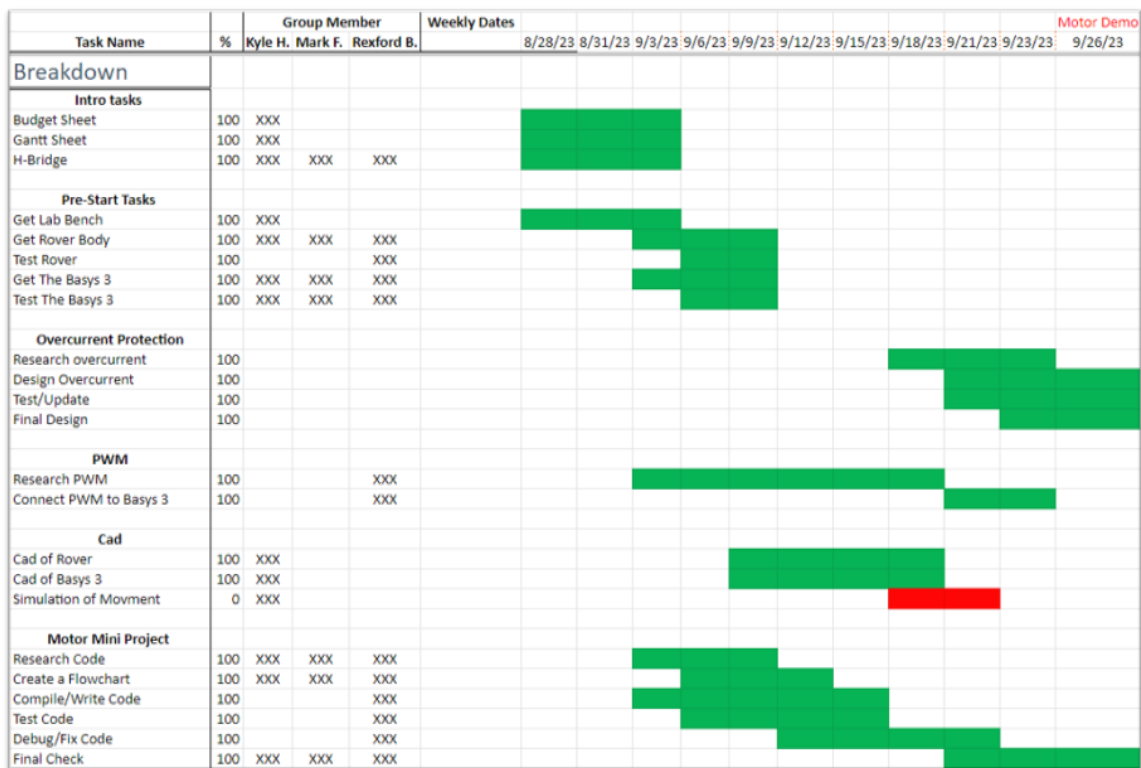 Group Member Weekly Dates Motor Demo
Task Name % Kyle H. Mark F. Rexford B. 8/28/23 8/31/23 9/3/23 9/6/23 9/9/23 9/12/23 9/15/23 9/18/23 9/21/23 9/23/23 9/26/23
Breakdown
Intro tasks
Budget Sheet 100 XXX
Gantt Sheet 100 XXX
H-Bridge 100 XXX XXX XXX
Pre-Start Tasks
Get Lab Bench 100 XXX
Get Rover Body 100 XXX XXX XXX
Test Rover 100 XXX
Get The Basys 3 100 XXX XXX XXX
Test The Basys 3 100 XXX XXX XXX
Overcurrent Protection
Research overcurrent 100
Design Overcurrent 100
Test/Update 100
Final Design 100
PWM
Research PWM 100 XXX
Connect PWM to Basys 3 100 XXX
Cad
Cad of Rover 100 XXX
Cad of Basys 3 100 XXX
Simulation of Movment 0 XXX
Motor Mini Project
Research Code 100 XXX XXX XXX
Create a Flowchart 100 XXX XXX XXX
Compile/Write Code 100 XXX
Test Code 100 XXX
Debug/Fix Code 100 XXX
Final Check 100 XXX XXX XXX